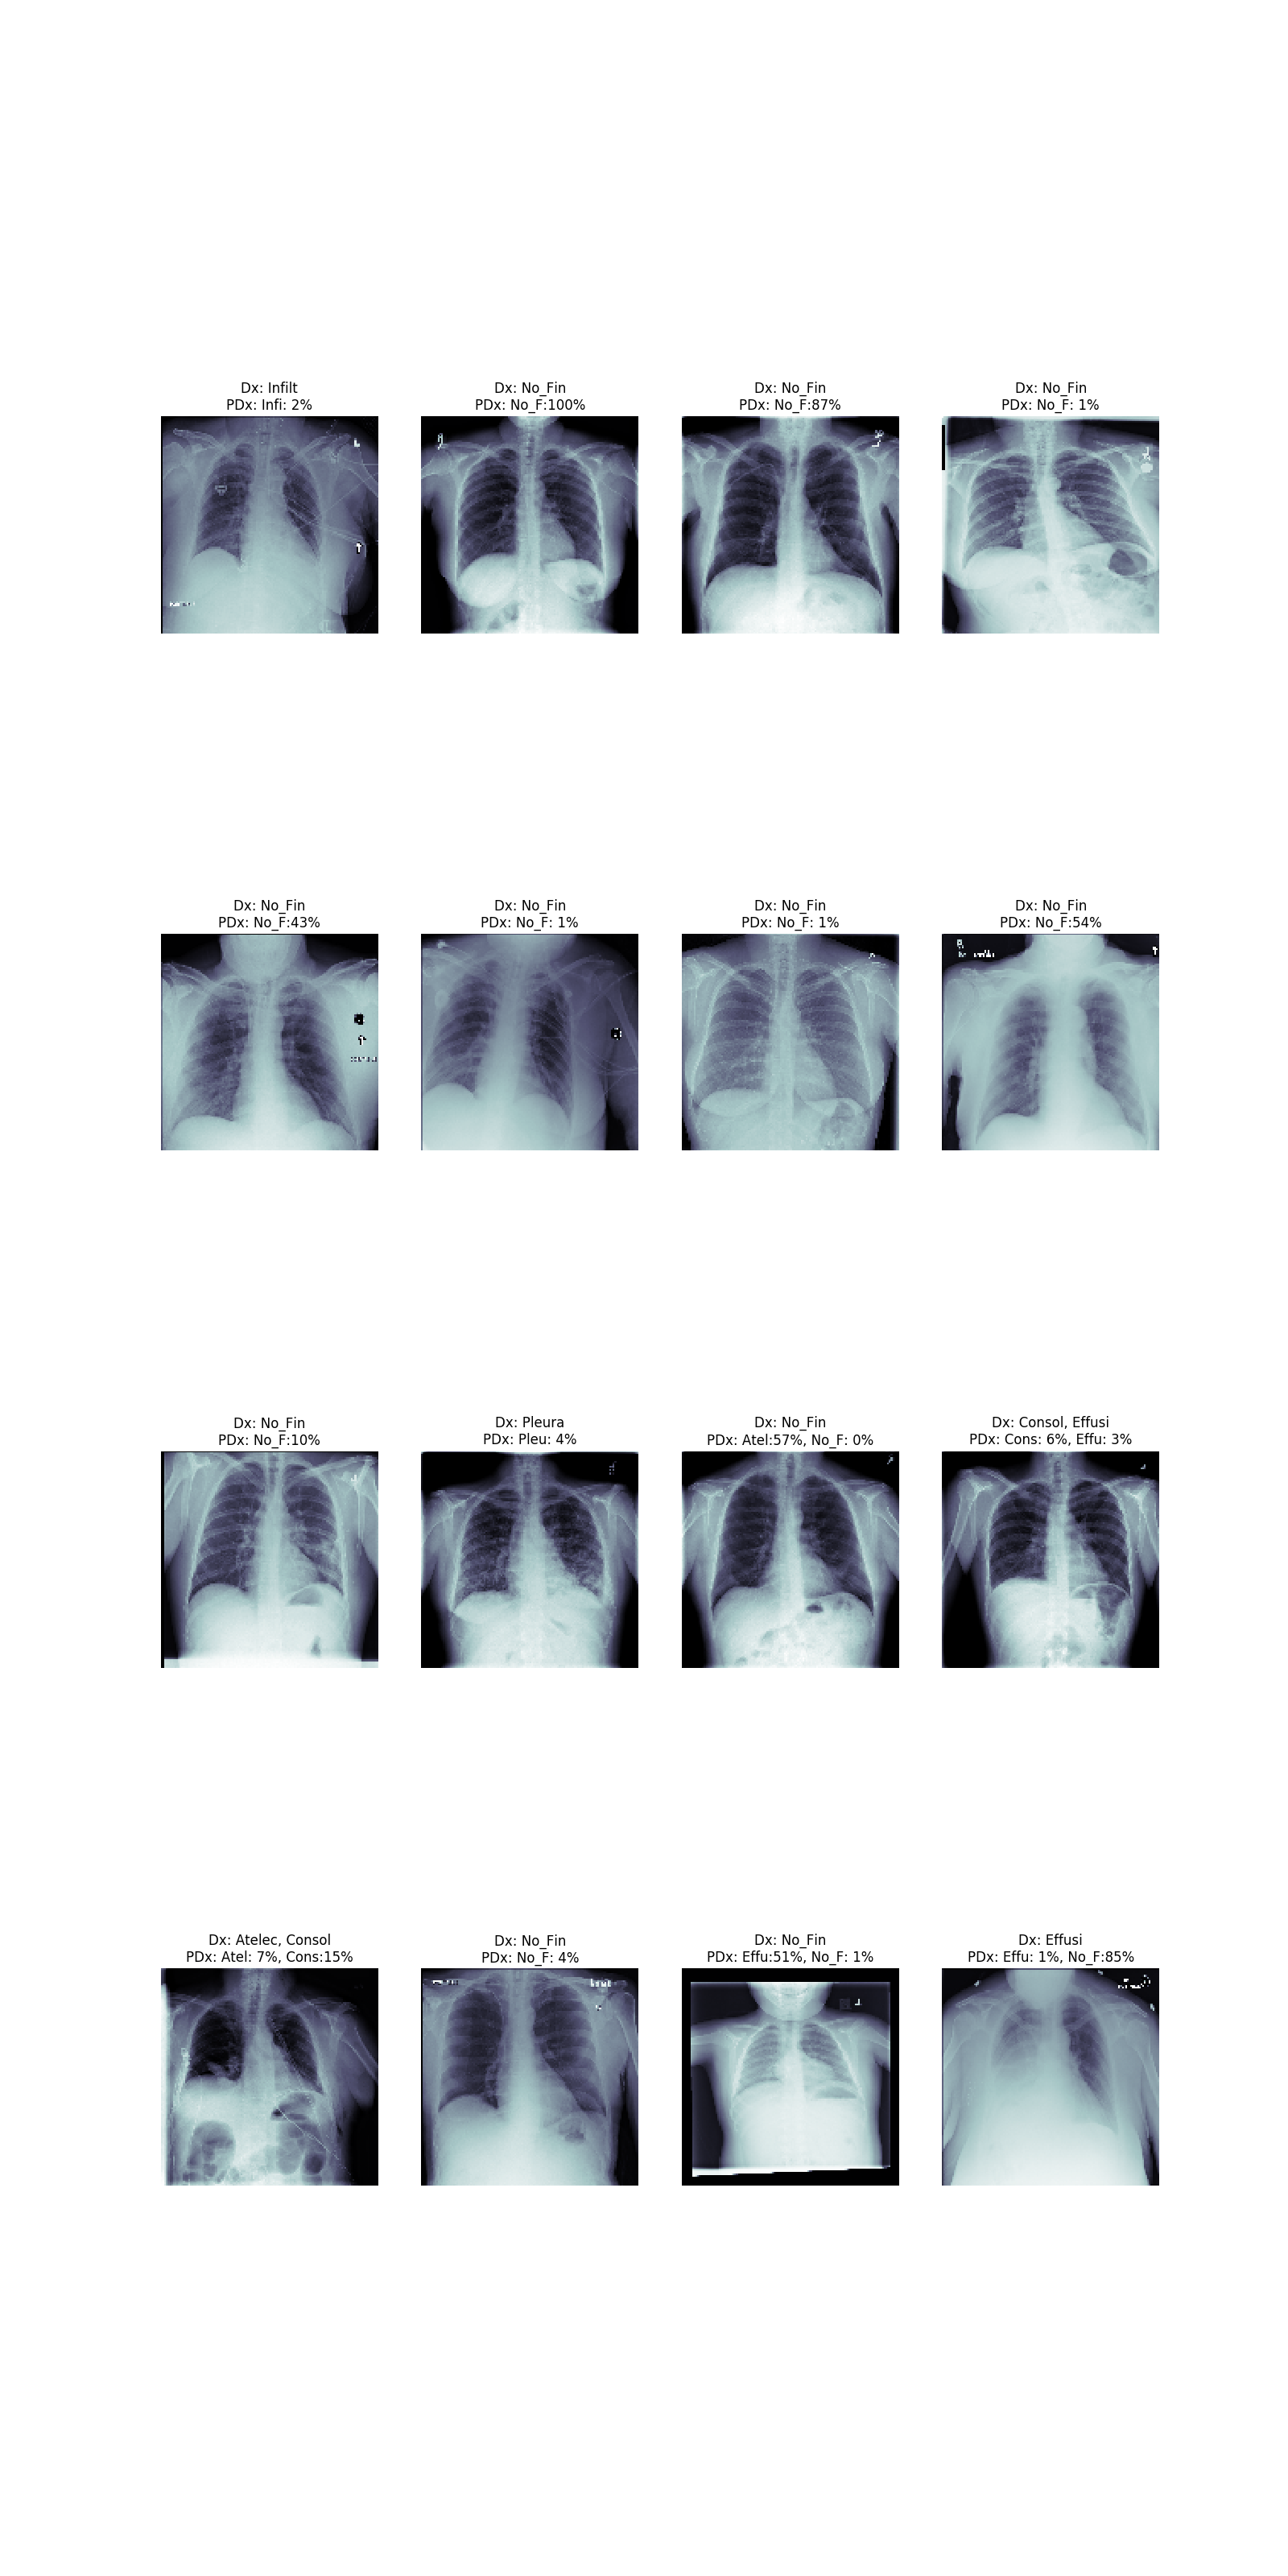 Dx: Infilt
PDx: Infi: 2%
Dx: No_Fin
PDx: No_F:100%
Dx: No_Fin
PDx: No_F:87%
Dx: No_Fin
PDx: No_F: 1%
Dx: No_Fin
PDx: No_F:43%
Dx: No_Fin
PDx: No_F: 1%
Dx: No_Fin
PDx: No_F: 1%
Dx: No_Fin
PDx: No_F:54%
Dx: No_Fin
PDx: No_F:10%
Dx: Pleura
PDx: Pleu: 4%
Dx: No_Fin
PDx: Atel:57%, No_F: 0%
Dx: Consol, Effusi
PDx: Cons: 6%, Effu: 3%
Dx: Atelec, Consol
PDx: Atel: 7%, Cons:15%
Dx: No_Fin
PDx: No_F: 4%
Dx: No_Fin
PDx: Effu:51%, No_F: 1%
Dx: Effusi
PDx: Effu: 1%, No_F:85%